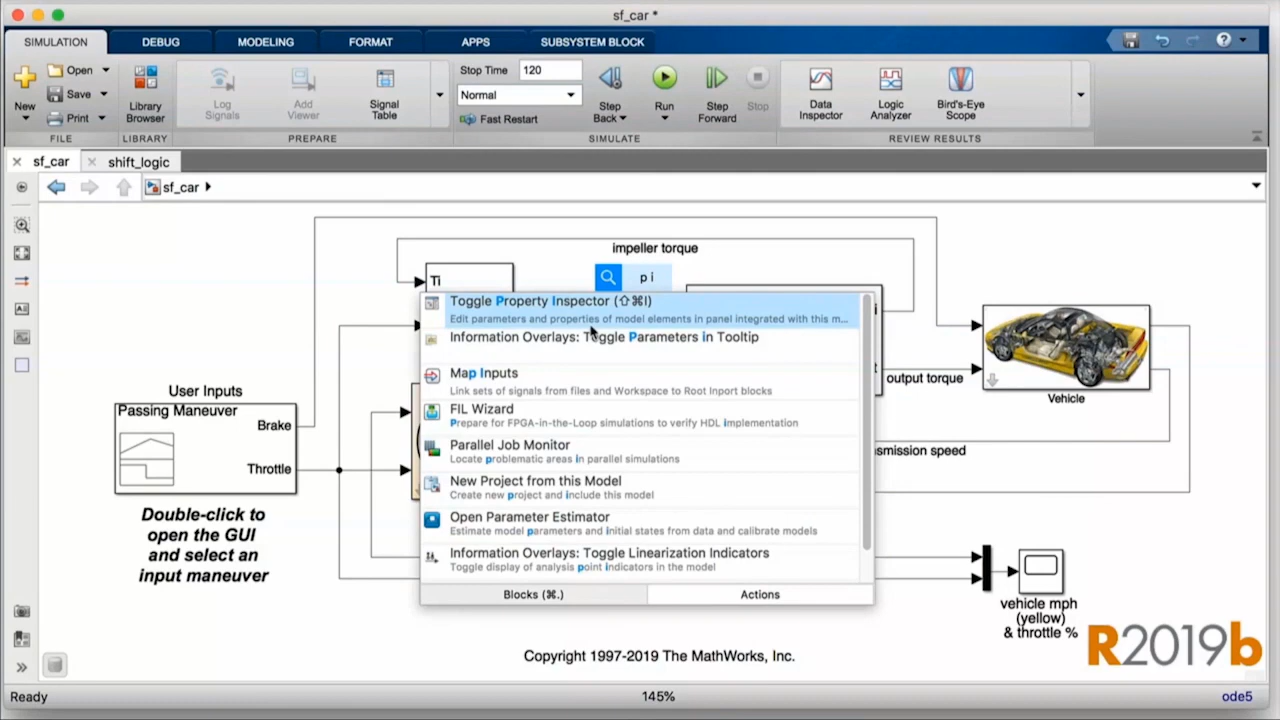 sf_car *
SIMULATION
DEBUG
MODELING
FORMAT
APPS
SUBSYSTEM BLOCK
?
New
Open
Save
Print
Library
Browser
Log
Signals
Add
Viewer
Signal
Table
Stop Time 120
Normal
Fast Restart
Step
Back
Run
Step
Forward
Stop
Data
Inspector
Logic
Analyzer
Bird's-Eye
Scope
FILE
LIBRARY
PREPARE
SIMULATE
REVIEW RESULTS
sf_car
shift_logic
sf_car
impeller torque
Ti
p i
Toggle Property Inspector (⇧⌘I)
Edit parameters and properties of model elements in panel integrated with this m...
Information Overlays: Toggle Parameters in Tooltip
Map Inputs
Link sets of signals from files and Workspace to Root Inport blocks
FIL Wizard
Prepare for FPGA-in-the-Loop simulations to verify HDL implementation
Parallel Job Monitor
Locate problematic areas in parallel simulations
New Project from this Model
Create new project and include this model
Open Parameter Estimator
Estimate model parameters and initial states from data and calibrate models
Information Overlays: Toggle Linearization Indicators
Toggle display of analysis point indicators in the model
Blocks (⌘.)
Actions
User Inputs
Passing Maneuver
Brake
Throttle
Double-click to
open the GUI
and select an
input maneuver
output torque
Vehicle
smission speed
vehicle mph
(yellow)
& throttle %
Copyright 1997-2019 The MathWorks, Inc.
R2019b
Ready
145%
ode5